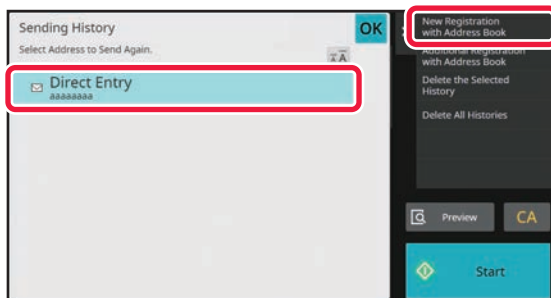 Sending History
OK
Select Address to Send Again.
Direct Entry
aaaaaaaa
New Registration
with Address Book
Additional Registration
with Address Book
Delete the Selected
History
Delete All Histories
Preview
CA
Start